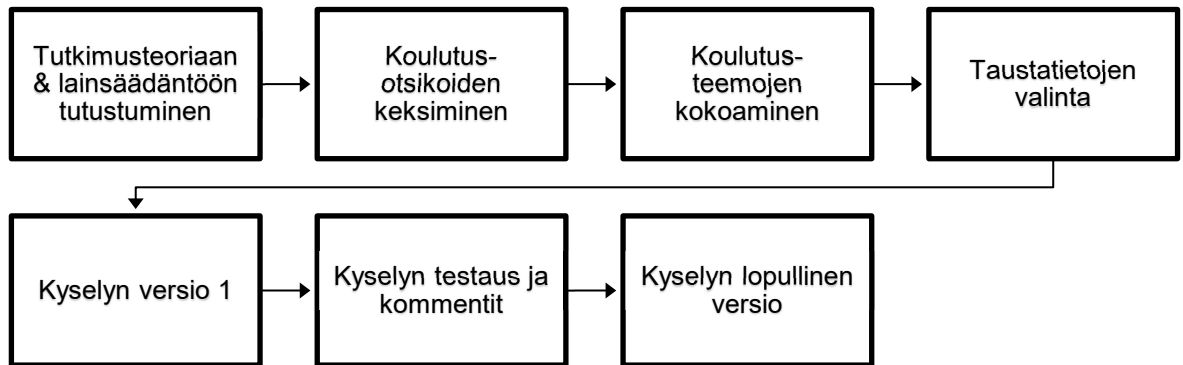 Tutkimusteoriaan
& lainsäädäntöön
tutustuminen
Koulutus-
otsikoiden
keksiminen
Koulutus-
teemojen
kokoaminen
Taustatietojen
valinta
Kyselyn versio 1
Kyselyn testaus ja
kommentit
Kyselyn lopullinen
versio